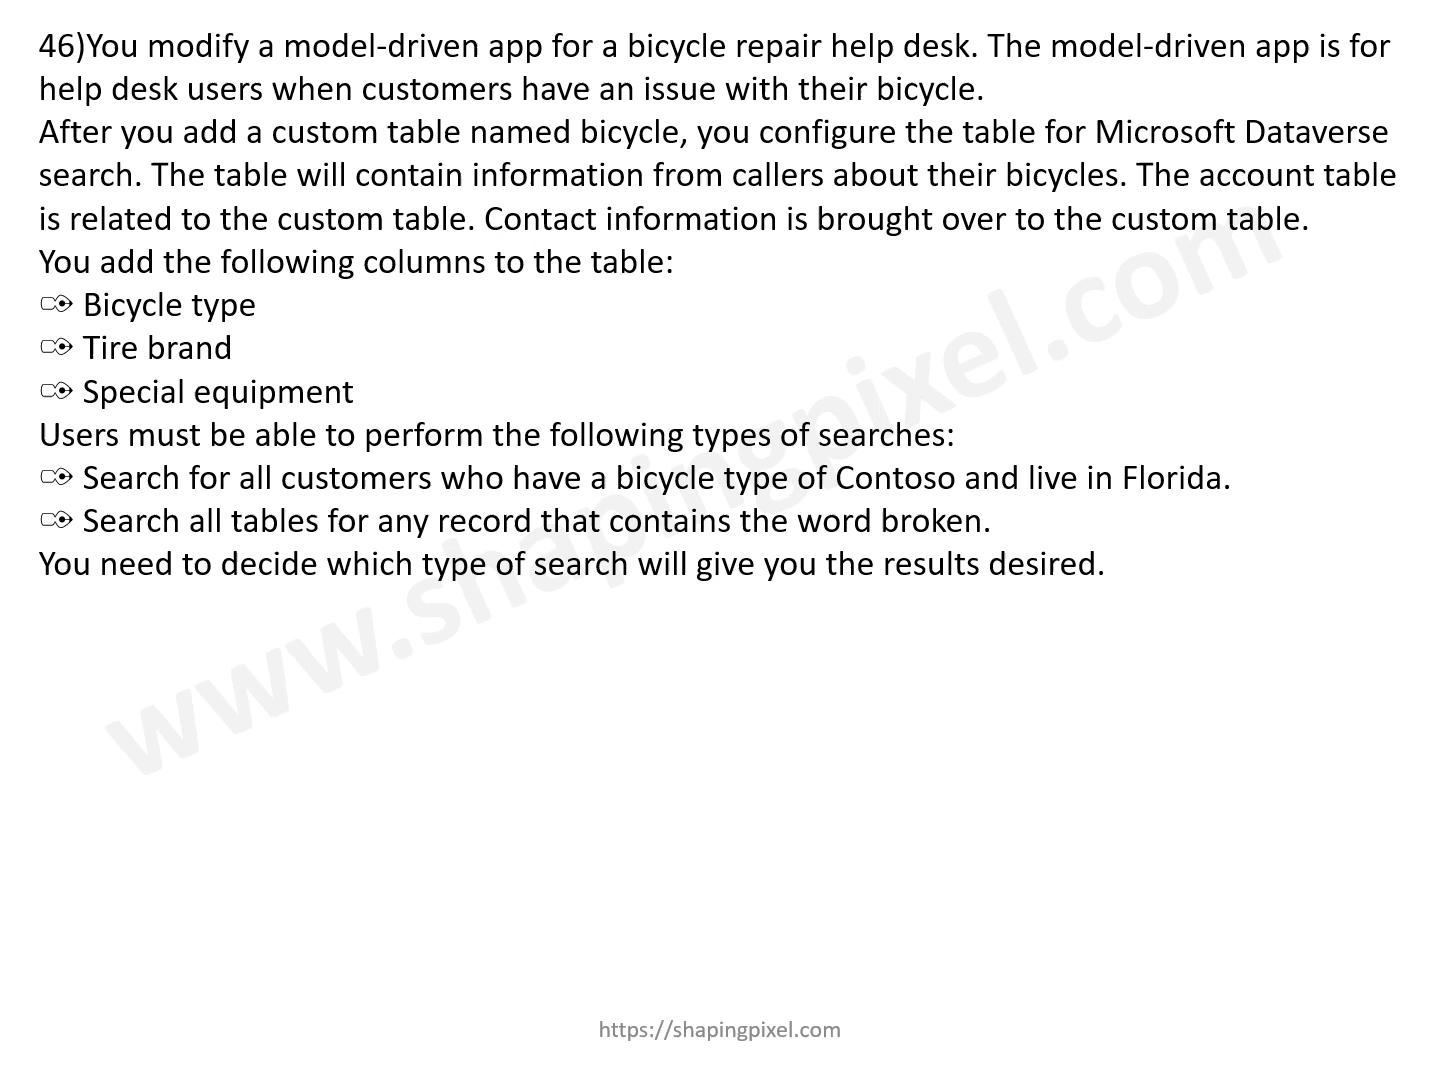 46)You modify a model-driven app for a bicycle repair help desk. The model-driven app is for
help desk users when customers have an issue with their bicycle.
After you add a custom table named bicycle, you configure the table for Microsoft Dataverse
search. The table will contain information from callers about their bicycles. The account table
is related to the custom table. Contact information is brought over to the custom table.
You add the following columns to the table:
Bicycle type
Tire brand
Special equipment
Users must be able to perform the following types of searches:
Search for all customers who have a bicycle type of Contoso and live in Florida.
Search all tables for any record that contains the word broken.
You need to decide which type of search will give you the results desired.
www.shapingpixel.com
https://shapingpixel.com